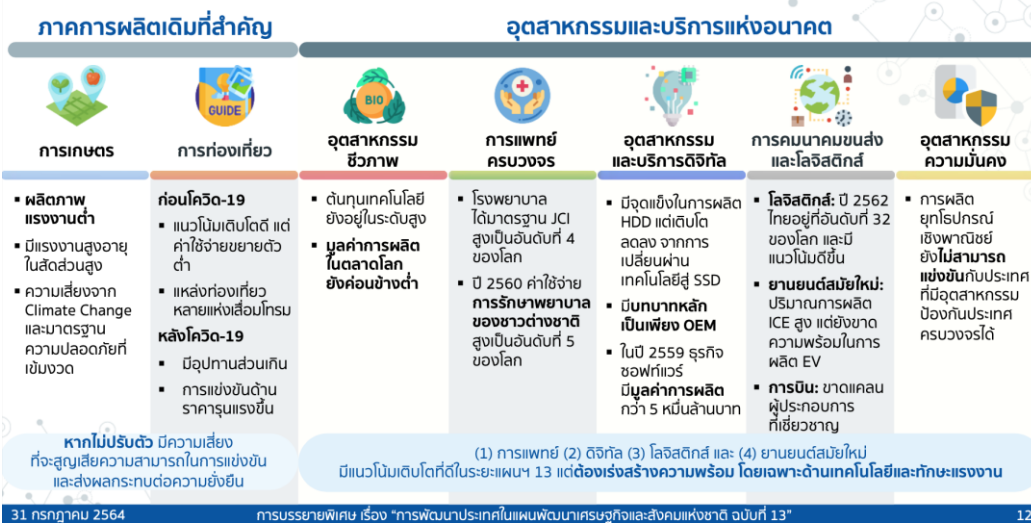 ภาคการผลิตเดิมที่สำคัญ
อุตสาหกรรมและบริการแห่งอนาคต
GUIDE
BIO
การเกษตร
▪ ผลิตภาพ
แรงงานต่ำ
▪ มีแรงงานสูงอายุ
ในสัดส่วนสูง
▪ ความเสี่ยงจาก
Climate Change
และมาตรฐาน
ความปลอดภัยที่
เข้มงวด
การท่องเที่ยว
ก่อนโควิด-19
▪ แนวโน้มเติบโตดี แต่
ค่าใช้จ่ายขยายตัว
ต่ำ
▪ แหล่งท่องเที่ยว
หลายแห่งเสื่อมโทรม
หลังโควิด-19
▪ มีอุปทานส่วนเกิน
▪ การแข่งขันด้าน
ราคารุนแรงขึ้น
อุตสาหกรรม
ชีวภาพ
▪ ต้นทุนเทคโนโลยี
ยังอยู่ในระดับสูง
▪ มูลค่าการผลิต
ในตลาดโลก
ยังค่อนข้างต่ำ
การแพทย์
ครบวงจร
▪ โรงพยาบาล
ได้มาตรฐาน JCI
สูงเป็นอันดับที่ 4
ของโลก
▪ ปี 2560 ค่าใช้จ่าย
การรักษาพยาบาล
ของชาวต่างชาติ
สูงเป็นอันดับที่ 5
ของโลก
อุตสาหกรรม
และบริการดิจิทัล
▪ มีจุดแข็งในการผลิต
HDD แต่เติบโต
ลดลง จากการ
เปลี่ยนผ่าน
เทคโนโลยีสู่ SSD
▪ มีบทบาทหลัก
เป็นเพียง OEM
▪ ในปี 2559 ธุรกิจ
ซอฟท์แวร์
มีมูลค่าการผลิต
กว่า 5 หมื่นล้านบาท
การคมนาคมขนส่ง
และโลจิสติกส์
▪ โลจิสติกส์: ปี 2562
ไทยอยู่ที่อันดับที่ 32
ของโลก และมี
แนวโน้มดีขึ้น
▪ ยานยนต์สมัยใหม่:
ปริมาณการผลิต
ICE สูง แต่ยังขาด
ความพร้อมในการ
ผลิต EV
▪ การบิน: ขาดแคลน
ผู้ประกอบการ
ที่เชี่ยวชาญ
อุตสาหกรรม
ความมั่นคง
▪ การผลิต
ยุทโธปกรณ์
เชิงพาณิชย์
ยังไม่สามารถ
แข่งขันกับประเทศ
ที่มีอุตสาหกรรม
ป้องกันประเทศ
ครบวงจรได้
หากไม่ปรับตัว มีความเสี่ยง
ที่จะสูญเสียความสามารถในการแข่งขัน
และส่งผลกระทบต่อความยั่งยืน
(1) การแพทย์ (2) ดิจิทัล (3) โลจิสติกส์ และ (4) ยานยนต์สมัยใหม่
มีแนวโน้มเติบโตที่ดีในระยะแผนฯ 13 แต่ต้องเร่งสร้างความพร้อม โดยเฉพาะด้านเทคโนโลยีและทักษะแรงงาน
31 กรกฎาคม 2564
การบรรยายพิเศษ เรื่อง “การพัฒนาประเทศในแผนพัฒนาเศรษฐกิจและสังคมแห่งชาติ ฉบับที่ 13”
12